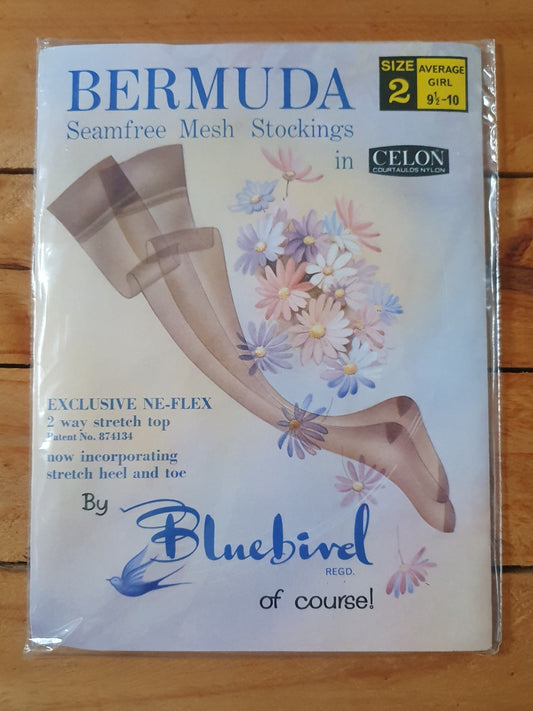 BERMUDA
Seamfree Mesh Stockings
in CELON
COURTAULDS NYLON
SIZE
2
AVERAGE
GIRL
9½-10
EXCLUSIVE NE-FLEX
2 way stretch top
Patent No. 874134
now incorporating
stretch heel and toe
By
Bluebird
REGD.
of course!